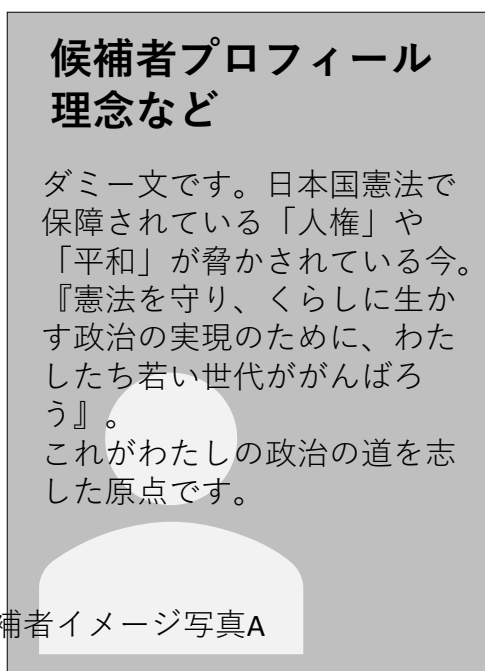 候補者プロフィール
理念など
ダミー文です。日本国憲法で
保障されている「人権」や
「平和」が脅かされている今。
『憲法を守り、くらしに生か
す政治の実現のために、わた
したち若い世代ががんばろ
う』。
これがわたしの政治の道を志
した原点です。
補者イメージ写真A